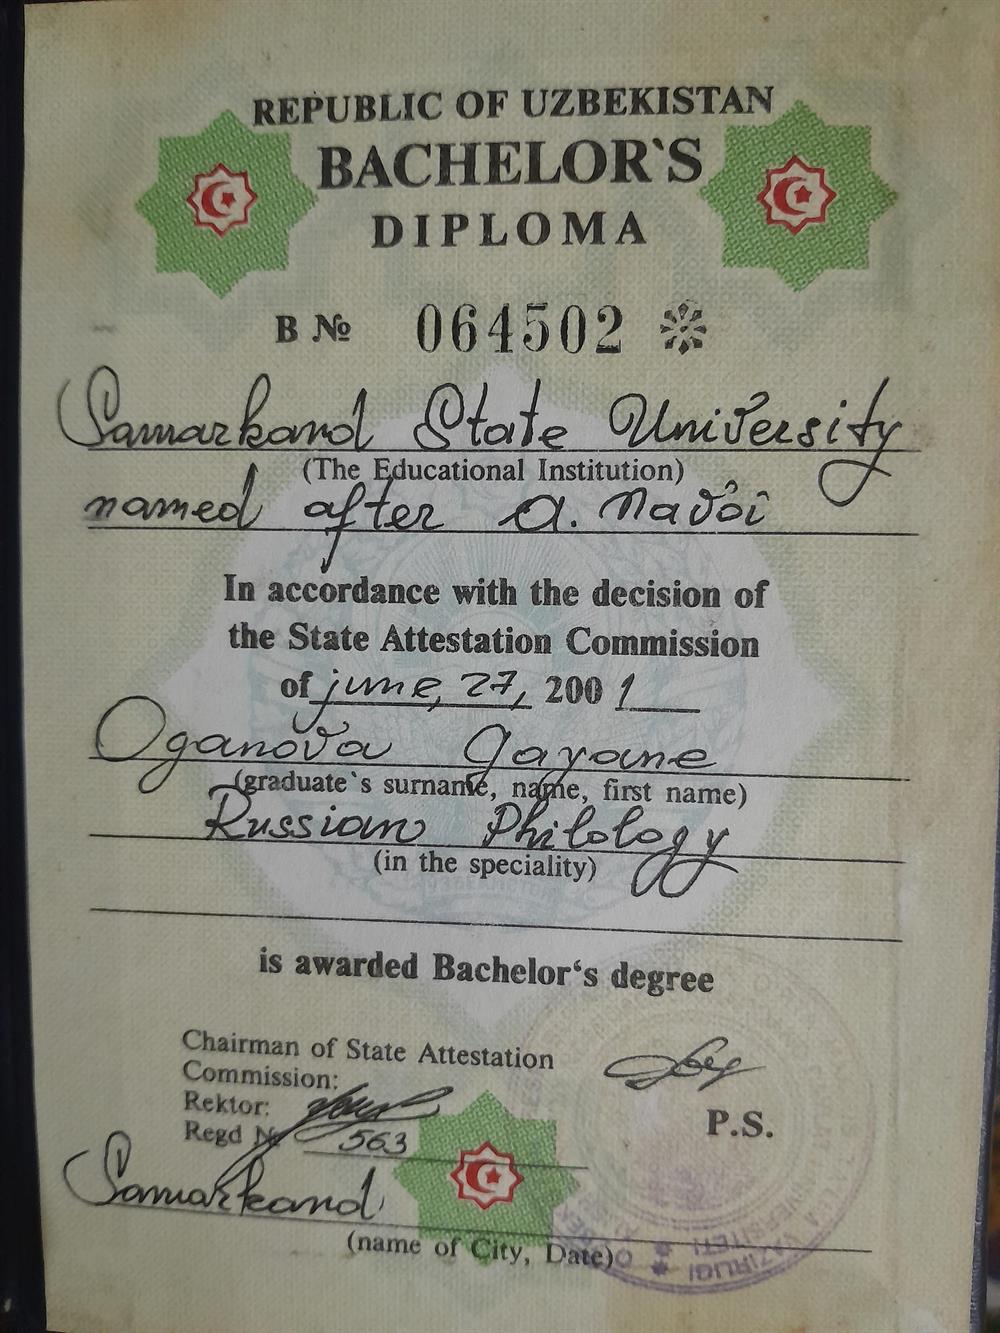 REPUBLIC OF UZBEKISTAN
BACHELOR`S
DIPLOMA
B № 064502
Samarkand State University
(The Educational Institution)
named after A. Navoi
In accordance with the decision of
the State Attestation Commission
of june, 27, 2001
Oganova Gayane
(graduate`s surname, name, first name)
Russian Philology
(in the speciality)
is awarded Bachelor‘s degree
Chairman of State Attestation
Commission:
Rektor:
P.S.
Regd № 563
Samarkand
(name of City, Date)